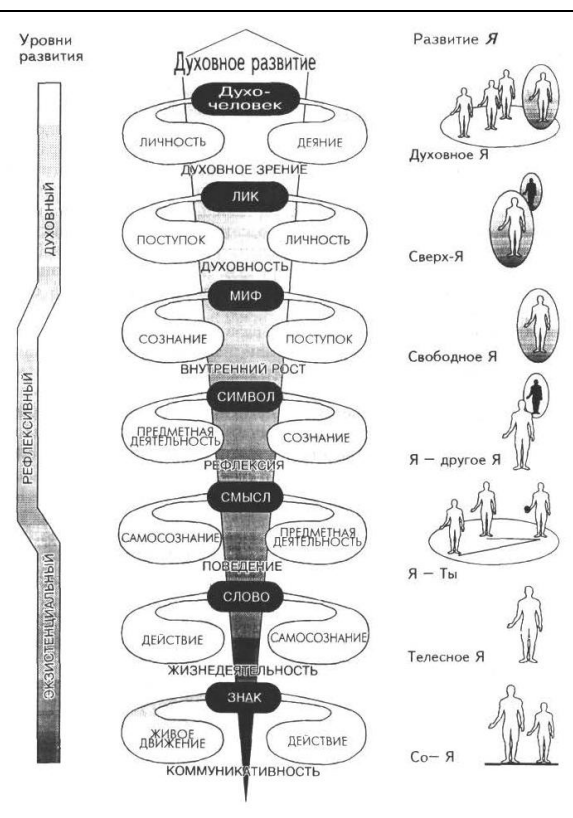 Уровни
развития
Духовное развитие
Развитие Я
Духо-
человек
ЛИЧНОСТЬ
ДЕЯНИЕ
Духовное Я
ДУХОВНОЕ ЗРЕНИЕ
ЛИК
ДУХОВНЫЙ
ПОСТУПОК
ЛИЧНОСТЬ
Сверх-Я
ДУХОВНОСТЬ
МИФ
СОЗНАНИЕ
ПОСТУПОК
Свободное Я
ВНУТРЕННИЙ РОСТ
СИМВОЛ
РЕФЛЕКСИВНЫЙ
ПРЕДМЕТНАЯ
ДЕЯТЕЛЬНОСТЬ
СОЗНАНИЕ
Я — другое Я
РЕФЛЕКСИЯ
СМЫСЛ
САМОСОЗНАНИЕ
ПРЕДМЕТНАЯ
ДЕЯТЕЛЬНОСТЬ
ПОВЕДЕНИЕ
Я — Ты
СЛОВО
ЭКЗИСТЕНЦИАЛЬНЫЙ
ДЕЙСТВИЕ
САМОСОЗНАНИЕ
Телесное Я
ЖИЗНЕДЕЯТЕЛЬНОСТЬ
ЗНАК
ЖИВОЕ
ДВИЖЕНИЕ
ДЕЙСТВИЕ
Со— Я
КОММУНИКАТИВНОСТЬ